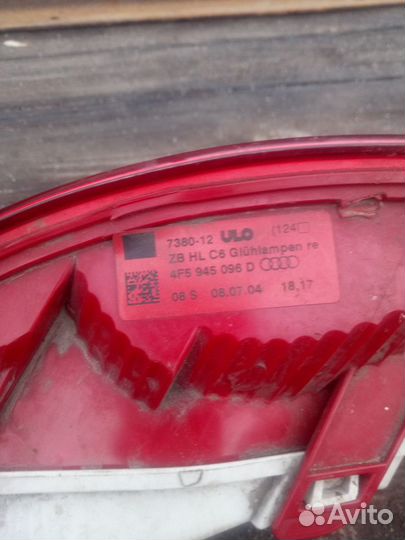 7380-12 ULO (124
ZB HL C6 Glühlampen re
4F5 945 096 D
08 S 08.07.04 18,17
Avito